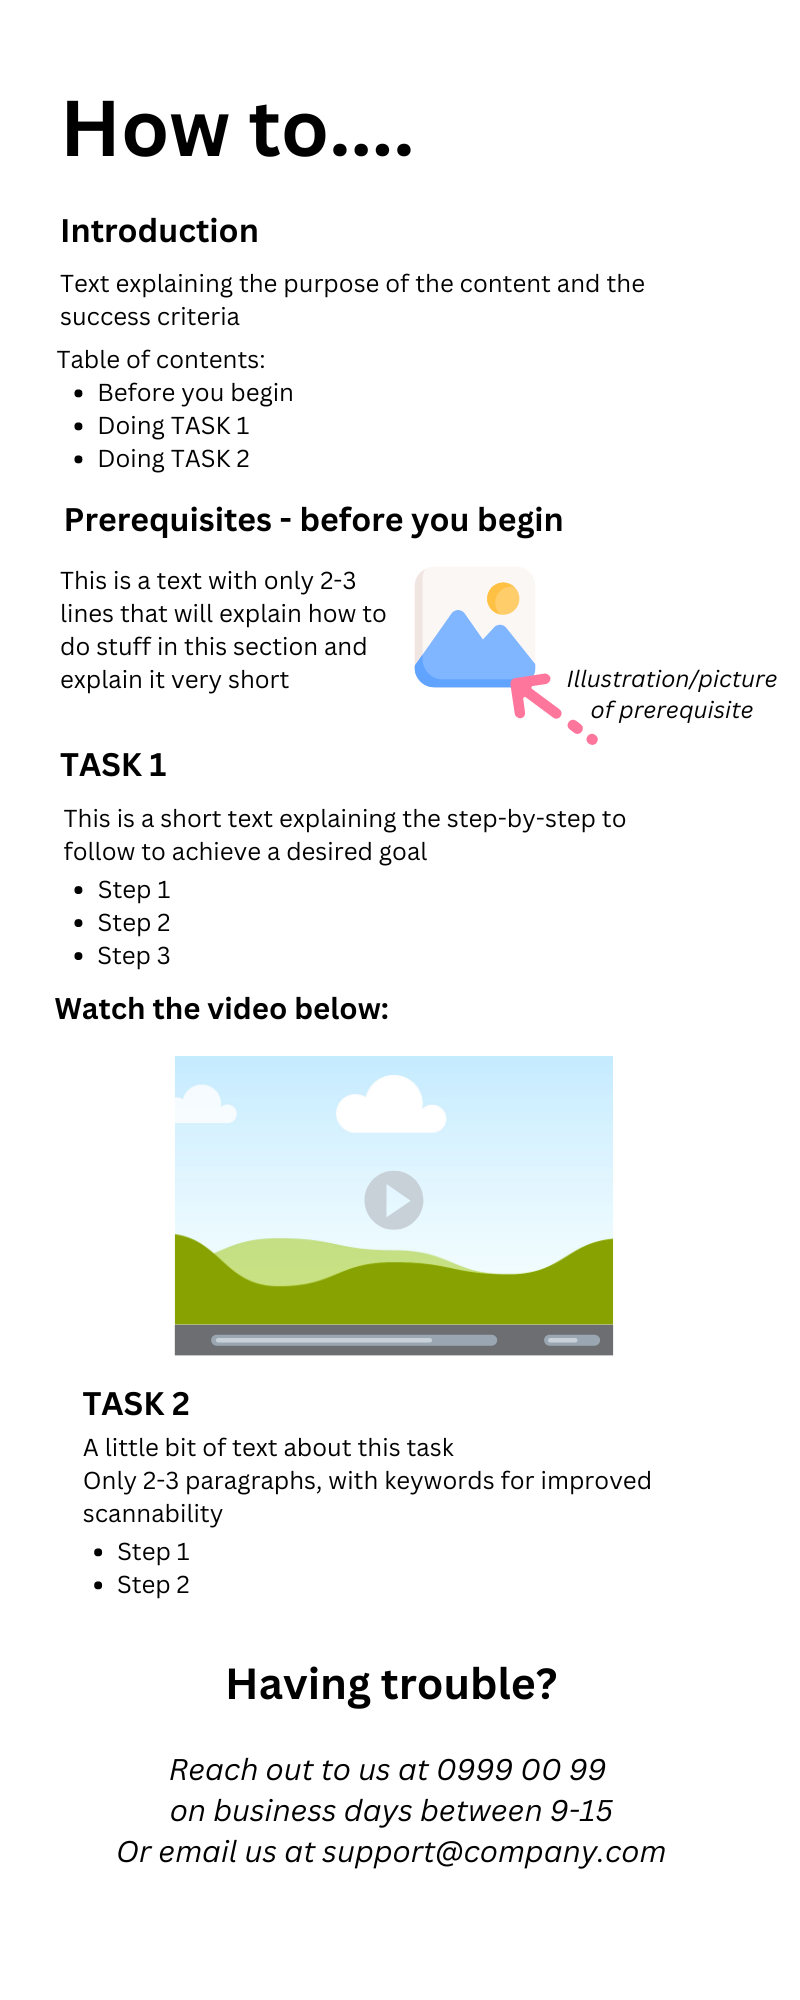 How to....
Introduction
Text explaining the purpose of the content and the
success criteria
Table of contents:
• Before you begin
• Doing TASK 1
• Doing TASK 2
Prerequisites - before you begin
This is a text with only 2-3
lines that will explain how to
do stuff in this section and
explain it very short
Illustration/picture
of prerequisite
TASK 1
This is a short text explaining the step-by-step to
follow to achieve a desired goal
• Step 1
• Step 2
• Step 3
Watch the video below:
TASK 2
A little bit of text about this task
Only 2-3 paragraphs, with keywords for improved
scannability
• Step 1
• Step 2
Having trouble?
Reach out to us at 0999 00 99
on business days between 9-15
Or email us at support@company.com